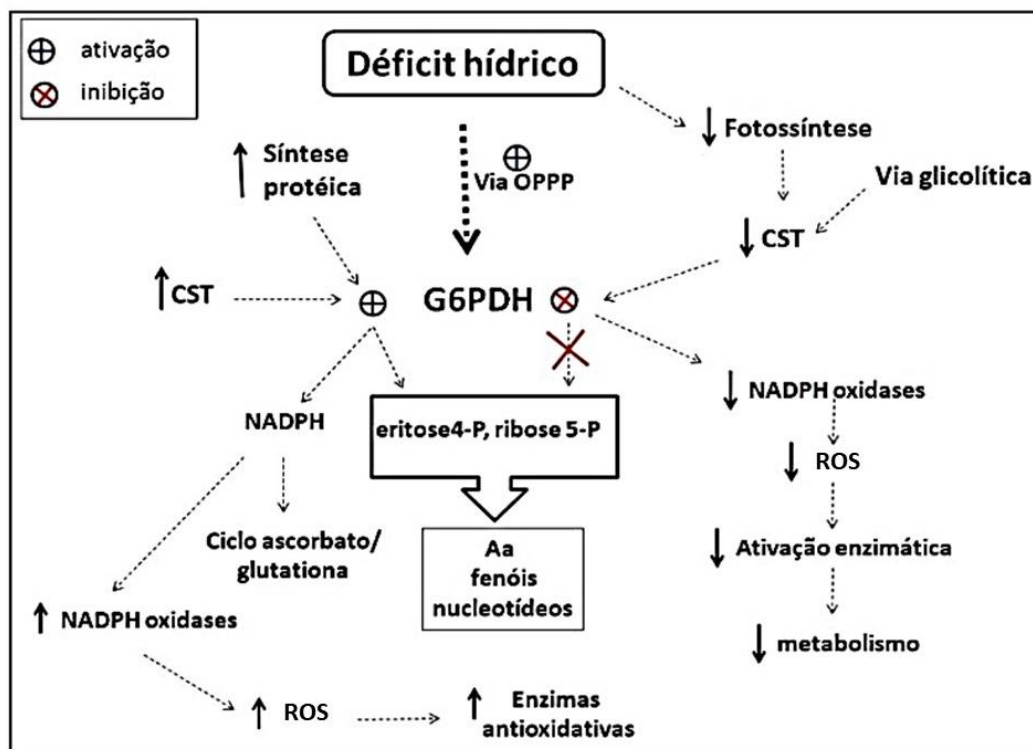 ativação
inibição
Déficit hídrico
Síntese
protéica
Via OPPP
Fotossíntese
Via glicolítica
CST
CST
G6PDH
NADPH
eritose4-P, ribose 5-P
NADPH oxidases
ROS
Ciclo ascorbato/
glutationa
Aa
fenóis
nucleotídeos
Ativação enzimática
NADPH oxidases
metabolismo
ROS
Enzimas
antioxidativas